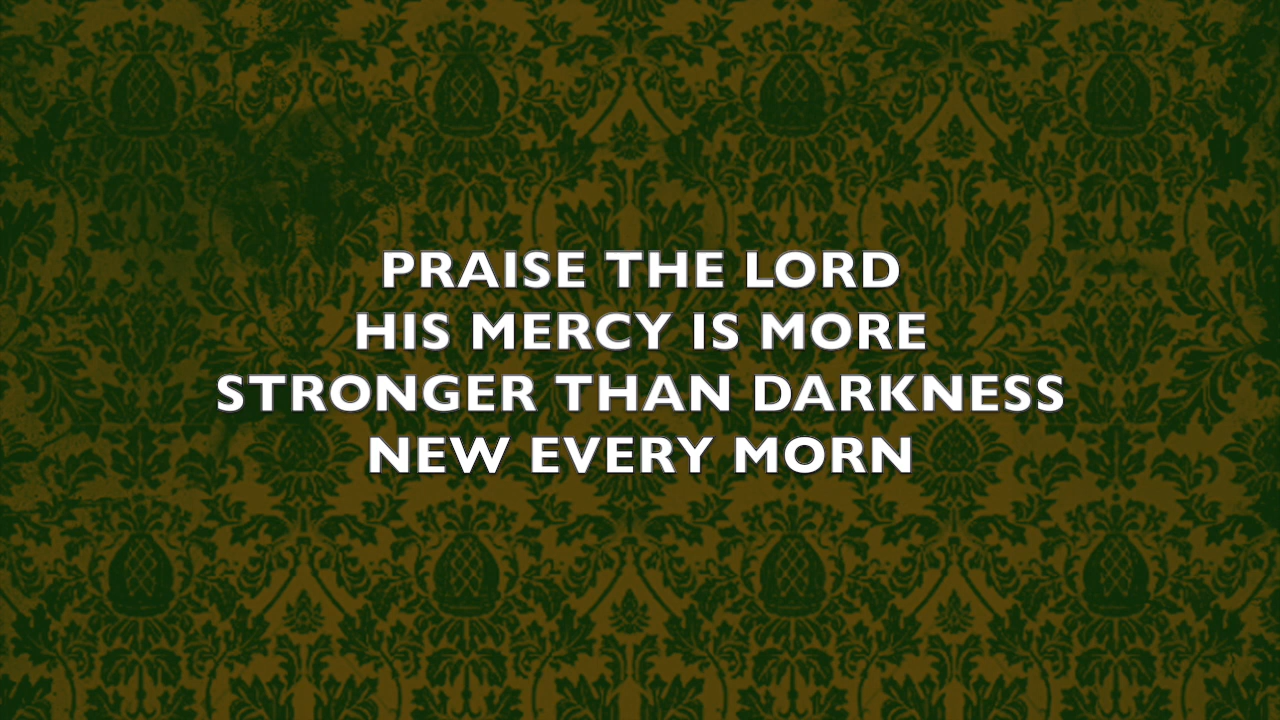 PRAISE THE LORD
HIS MERCY IS MORE
STRONGER THAN DARKNESS
NEW EVERY MORN